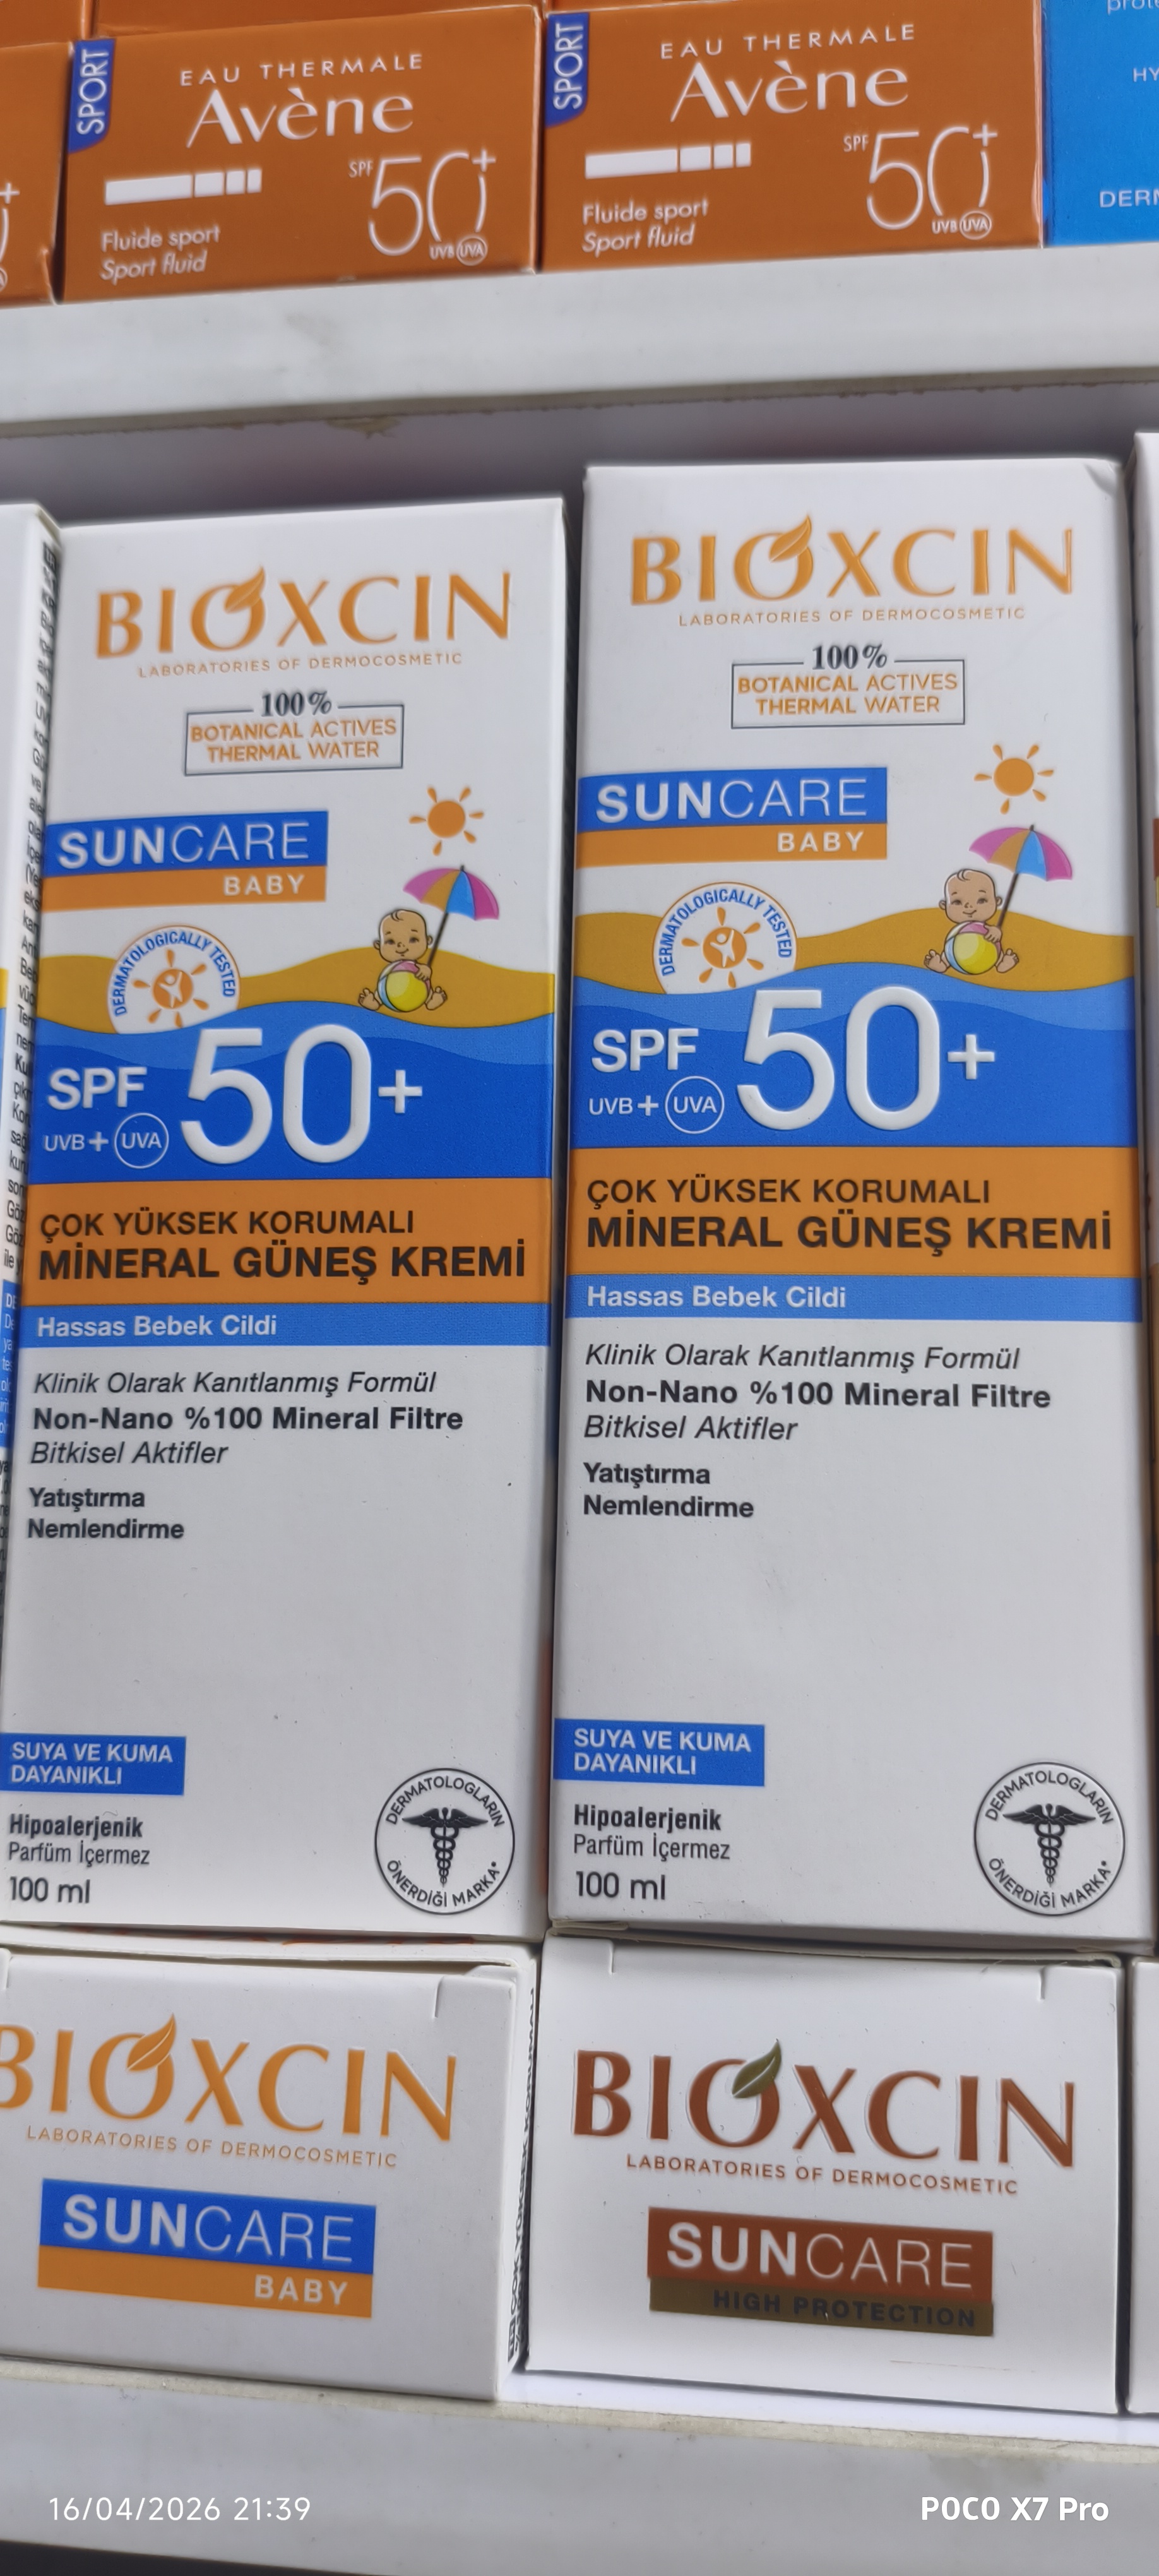 SPORT
EAU THERMALE
Avène
SPF 50+
UVB UVA
Fluide sport
Sport fluid
SPORT
EAU THERMALE
Avène
SPF 50+
UVB UVA
Fluide sport
Sport fluid
HY
BIOXCIN
LABORATORIES OF DERMOCOSMETIC
100%
BOTANICAL ACTIVES
THERMAL WATER
SUNCARE
BABY
DERMATOLOGICALLY TESTED
SPF 50+
UVB + UVA
ÇOK YÜKSEK KORUMALI
MİNERAL GÜNEŞ KREMİ
Hassas Bebek Cildi
Klinik Olarak Kanıtlanmış Formül
Non-Nano %100 Mineral Filtre
Bitkisel Aktifler
Yatıştırma
Nemlendirme
SUYA VE KUMA
DAYANIKLI
Hipoalerjenik
Parfüm İçermez
100 ml
DERMATOLOGLARIN
ÖNERDİĞİ MARKA*
BIOXCIN
LABORATORIES OF DERMOCOSMETIC
100%
BOTANICAL ACTIVES
THERMAL WATER
SUNCARE
BABY
DERMATOLOGICALLY TESTED
SPF 50+
UVB + UVA
ÇOK YÜKSEK KORUMALI
MİNERAL GÜNEŞ KREMİ
Hassas Bebek Cildi
Klinik Olarak Kanıtlanmış Formül
Non-Nano %100 Mineral Filtre
Bitkisel Aktifler
Yatıştırma
Nemlendirme
SUYA VE KUMA
DAYANIKLI
Hipoalerjenik
Parfüm İçermez
100 ml
DERMATOLOGLARIN
ÖNERDİĞİ MARKA*
BIOXCIN
LABORATORIES OF DERMOCOSMETIC
SUNCARE
BABY
BIOXCIN
LABORATORIES OF DERMOCOSMETIC
SUNCARE
HIGH PROTECTION
16/04/2026 21:39
POCO X7 Pro